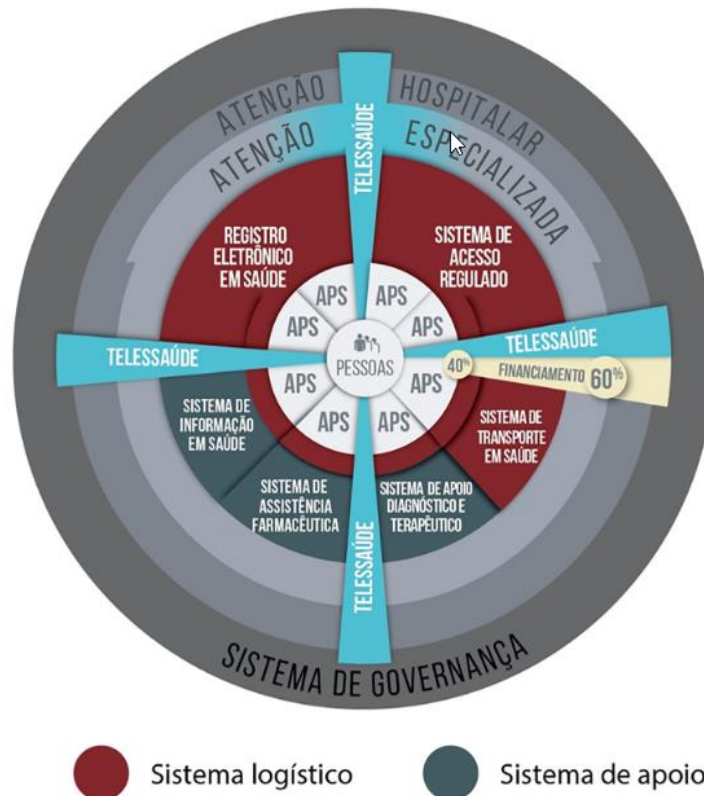 ATENÇÃO HOSPITALAR
ATENÇÃO ESPECIALIZADA
TELESSAÚDE
REGISTRO
ELETRÔNICO
EM SAÚDE
SISTEMA DE
ACESSO
REGULADO
APS
APS
APS
APS
PESSOAS
TELESSAÚDE
TELESSAÚDE
40%
FINANCIAMENTO
60%
APS
APS
APS
APS
SISTEMA DE
INFORMAÇÃO
EM SAÚDE
SISTEMA DE
TRANSPORTE
EM SAÚDE
SISTEMA DE
ASSISTÊNCIA
FARMACÊUTICA
SISTEMA DE APOIO
DIAGNÓSTICO E
TERAPÊUTICO
TELESSAÚDE
SISTEMA DE GOVERNANÇA
Sistema logístico
Sistema de apoio